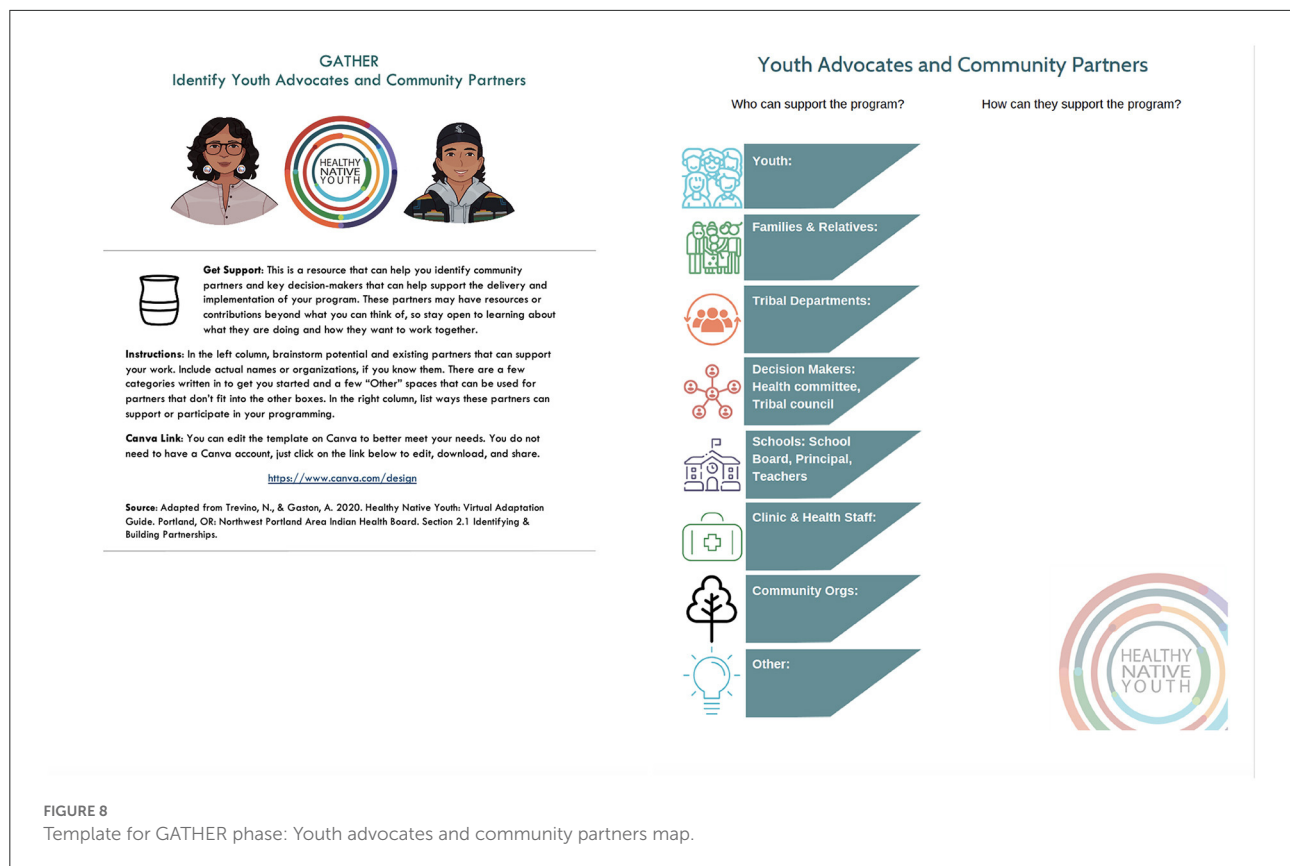 GATHER
Identify Youth Advocates and Community Partners
HEALTHY
NATIVE
YOUTH
Get Support: This is a resource that can help you identify community
partners and key decision-makers that can help support the delivery and
implementation of your program. These partners may have resources or
contributions beyond what you can think of, so stay open to learning about
what they are doing and how they want to work together.
Instructions: In the left column, brainstorm potential and existing partners that can support
your work. Include actual names or organizations, if you know them. There are a few
categories written in to get you started and a few “Other” spaces that can be used for
partners that don't fit into the other boxes. In the right column, list ways these partners can
support or participate in your programming.
Canva Link: You can edit the template on Canva to better meet your needs. You do not
need to have a Canva account, just click on the link below to edit, download, and share.
https://www.canva.com/design
Source: Adapted from Trevino, N., & Gaston, A. 2020. Healthy Native Youth: Virtual Adaptation
Guide. Portland, OR: Northwest Portland Area Indian Health Board. Section 2.1 Identifying &
Building Partnerships.
Youth Advocates and Community Partners
Who can support the program? How can they support the program?
Youth:
Families & Relatives:
Tribal Departments:
Decision Makers:
Health committee,
Tribal council
Schools: School
Board, Principal,
Teachers
Clinic & Health Staff:
Community Orgs:
Other:
HEALTHY
NATIVE
YOUTH
FIGURE 8
Template for GATHER phase: Youth advocates and community partners map.